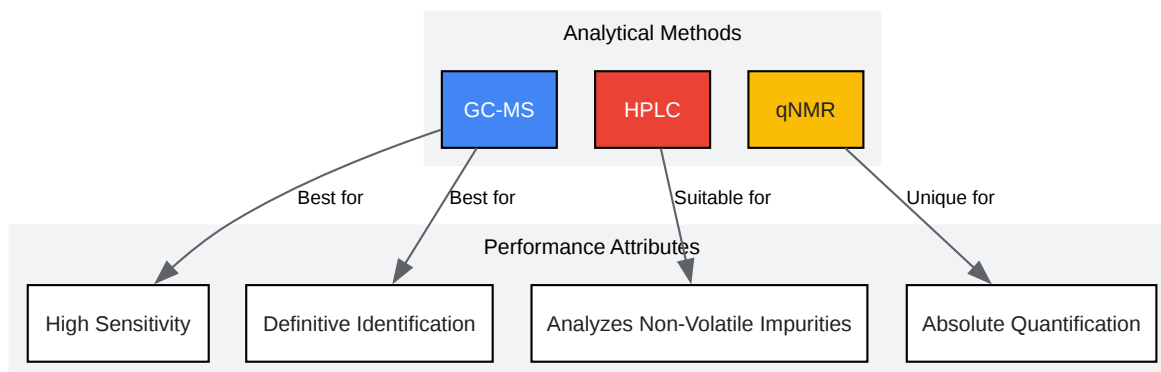 Analytical Methods
GC-MS
HPLC
qNMR
Best for
Best for
Suitable for
Unique for
Performance Attributes
High Sensitivity
Definitive Identification
Analyzes Non-Volatile Impurities
Absolute Quantification